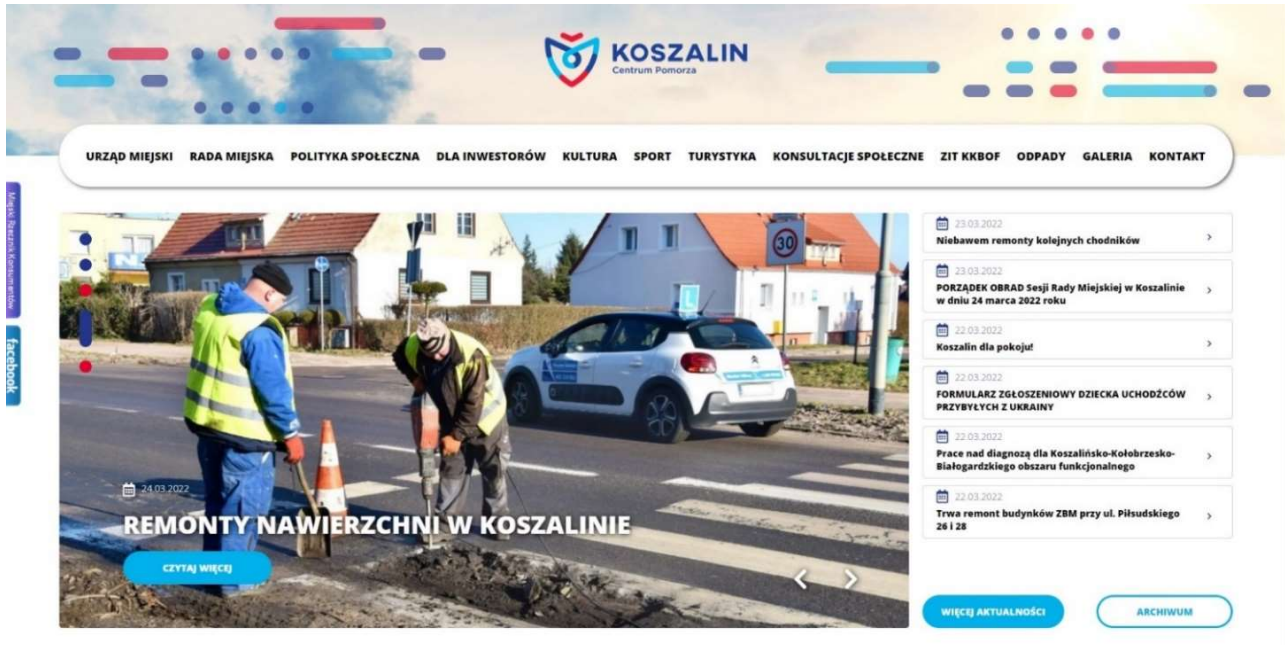 KOSZALIN
Centrum Pomorza
URZĄD MIEJSKI RADA MIEJSKA POLITYKA SPOŁECZNA DLA INWESTORÓW KULTURA SPORT TURYSTYKA KONSULTACJE SPOŁECZNE ZIT KKBOF ODPADY GALERIA KONTAKT
Miejski Rzecznik Konsumentów
facebook
30
L
24.03.2022
REMONTY NAWIERZCHNI W KOSZALINIE
CZYTAJ WIĘCEJ
23.03.2022
Niebawem remonty kolejnych chodników
23.03.2022
PORZĄDEK OBRAD Sesji Rady Miejskiej w Koszalinie
w dniu 24 marca 2022 roku
22.03.2022
Koszalin dla pokoju!
22.03.2022
FORMULARZ ZGŁOSZENIOWY DZIECKA UCHODŹCÓW
PRZYBYŁYCH Z UKRAINY
22.03.2022
Prace nad diagnozą dla Koszalińsko-Kołobrzesko-
Białogardzkiego obszaru funkcjonalnego
22.03.2022
Trwa remont budynków ZBM przy ul. Piłsudskiego
26 i 28
WIĘCEJ AKTUALNOŚCI
ARCHIWUM